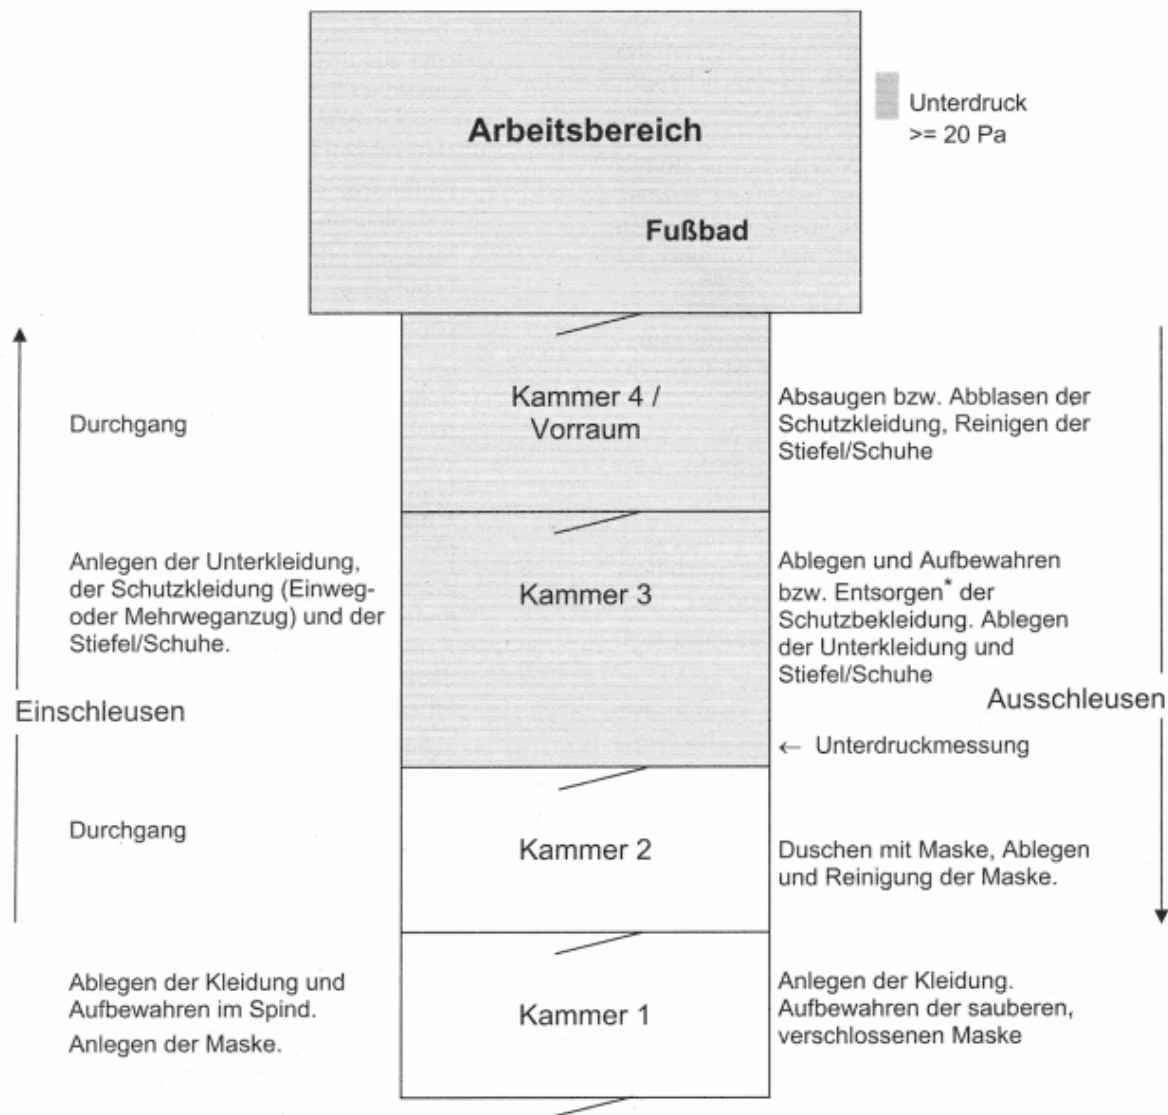 Arbeitsbereich
Unterdruck
>= 20 Pa
Fußbad
Durchgang
Kammer 4 /
Vorraum
Absaugen bzw. Abblasen der
Schutzkleidung, Reinigen der
Stiefel/Schuhe
Anlegen der Unterkleidung,
der Schutzkleidung (Einweg-
oder Mehrweganzug) und der
Stiefel/Schuhe.
Kammer 3
Ablegen und Aufbewahren
bzw. Entsorgen* der
Schutzbekleidung. Ablegen
der Unterkleidung und
Stiefel/Schuhe
Einschleusen
Ausschleusen
← Unterdruckmessung
Durchgang
Kammer 2
Duschen mit Maske, Ablegen
und Reinigung der Maske.
Ablegen der Kleidung und
Aufbewahren im Spind.
Anlegen der Maske.
Kammer 1
Anlegen der Kleidung.
Aufbewahren der sauberen,
verschlossenen Maske